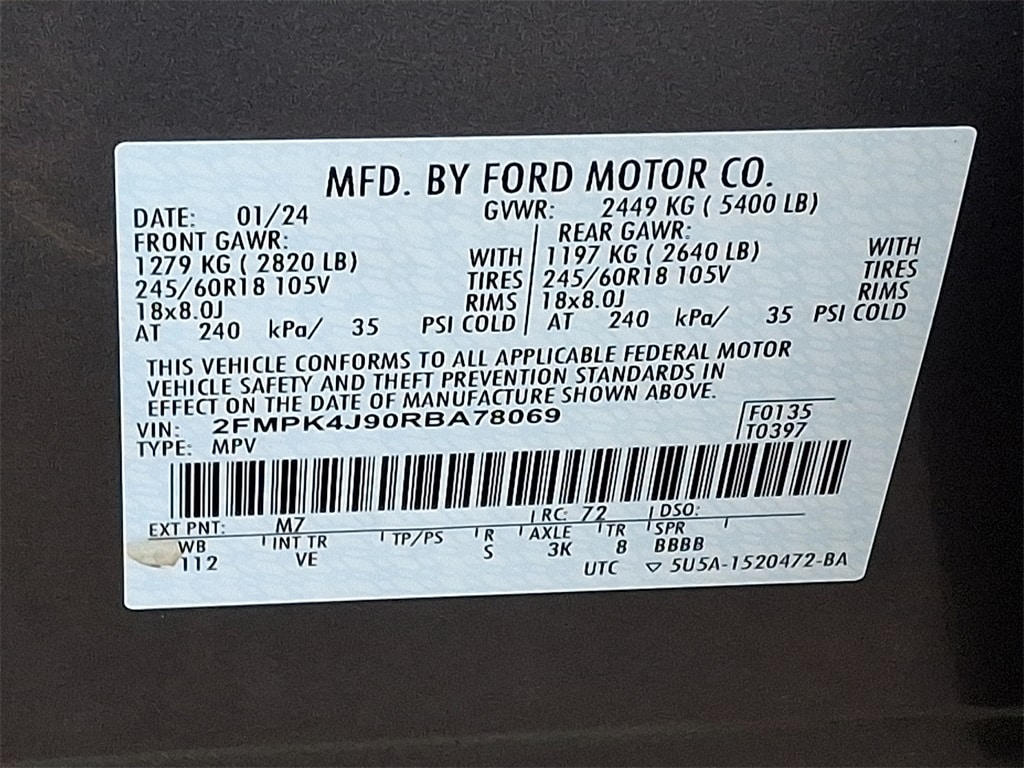 MFD. BY FORD MOTOR CO.
DATE: 01/24 GVWR: 2449 KG ( 5400 LB)
FRONT GAWR: REAR GAWR:
1279 KG ( 2820 LB) WITH 1197 KG ( 2640 LB) WITH
245/60R18 105V TIRES 245/60R18 105V TIRES
18x8.0J RIMS 18x8.0J RIMS
AT 240 kPa/ 35 PSI COLD AT 240 kPa/ 35 PSI COLD
THIS VEHICLE CONFORMS TO ALL APPLICABLE FEDERAL MOTOR
VEHICLE SAFETY AND THEFT PREVENTION STANDARDS IN
EFFECT ON THE DATE OF MANUFACTURE SHOWN ABOVE.
VIN: 2FMPK4J90RBA78069 F0135
TYPE: MPV T0397
EXT PNT: M7 RC: 72 DSO:
WB INT TR TP/PS R AXLE TR SPR
112 VE S 3K 8 BBBB
UTC ▽ 5U5A-1520472-BA